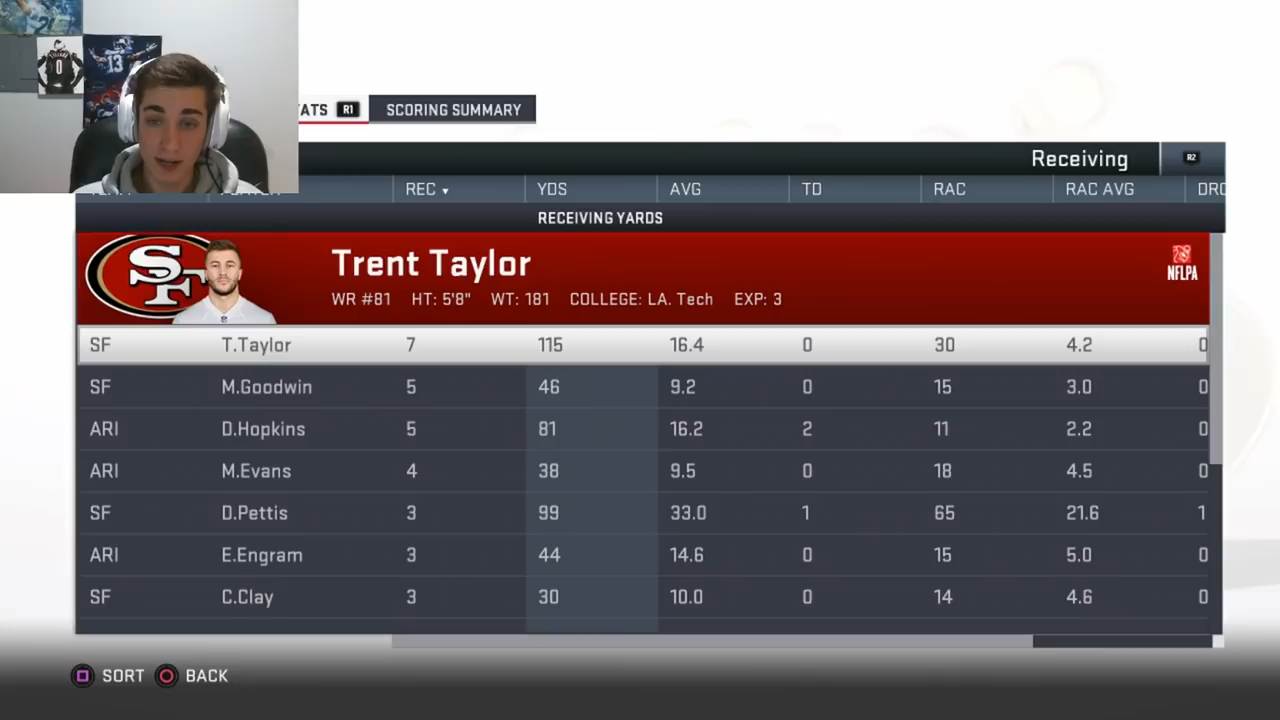 TATS R1 SCORING SUMMARY
Receiving R2
REC ▾ YDS AVG TD RAC RAC AVG DRO
RECEIVING YARDS
Trent Taylor
WR #81 HT: 5'8" WT: 181 COLLEGE: LA. Tech EXP: 3
NFLPA
SF T.Taylor 7 115 16.4 0 30 4.2 0
SF M.Goodwin 5 46 9.2 0 15 3.0 0
ARI D.Hopkins 5 81 16.2 2 11 2.2 0
ARI M.Evans 4 38 9.5 0 18 4.5 0
SF D.Pettis 3 99 33.0 1 65 21.6 1
ARI E.Engram 3 44 14.6 0 15 5.0 0
SF C.Clay 3 30 10.0 0 14 4.6 0
SORT BACK